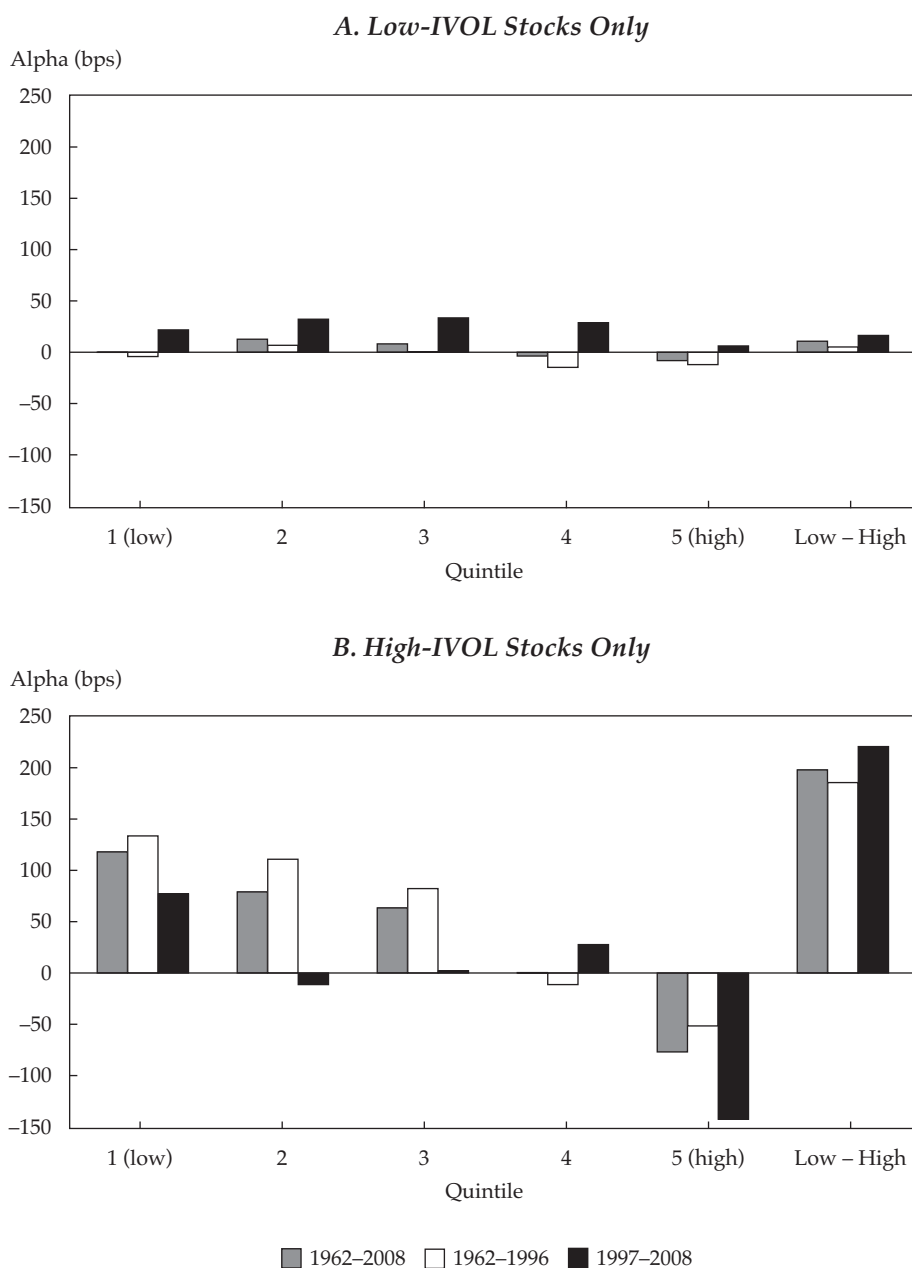 A. Low-IVOL Stocks Only
Alpha (bps)
250
200
150
100
50
0
–50
–100
–150
1 (low) 2 3 4 5 (high) Low – High
Quintile
B. High-IVOL Stocks Only
Alpha (bps)
250
200
150
100
50
0
–50
–100
–150
1 (low) 2 3 4 5 (high) Low – High
Quintile
1962–2008 1962–1996 1997–2008